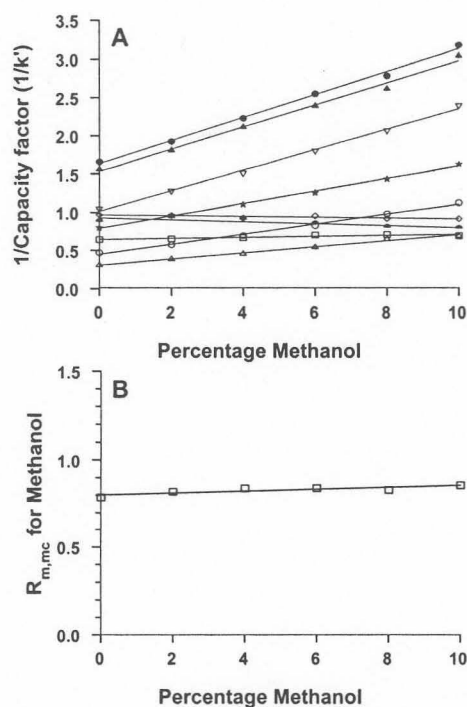 A
1/Capacity factor (1/k')
3.5
3.0
2.5
2.0
1.5
1.0
0.5
0.0
0 2 4 6 8 10
Percentage Methanol
B
R_m,mc for Methanol
1.5
1.0
0.5
0.0
0 2 4 6 8 10
Percentage Methanol